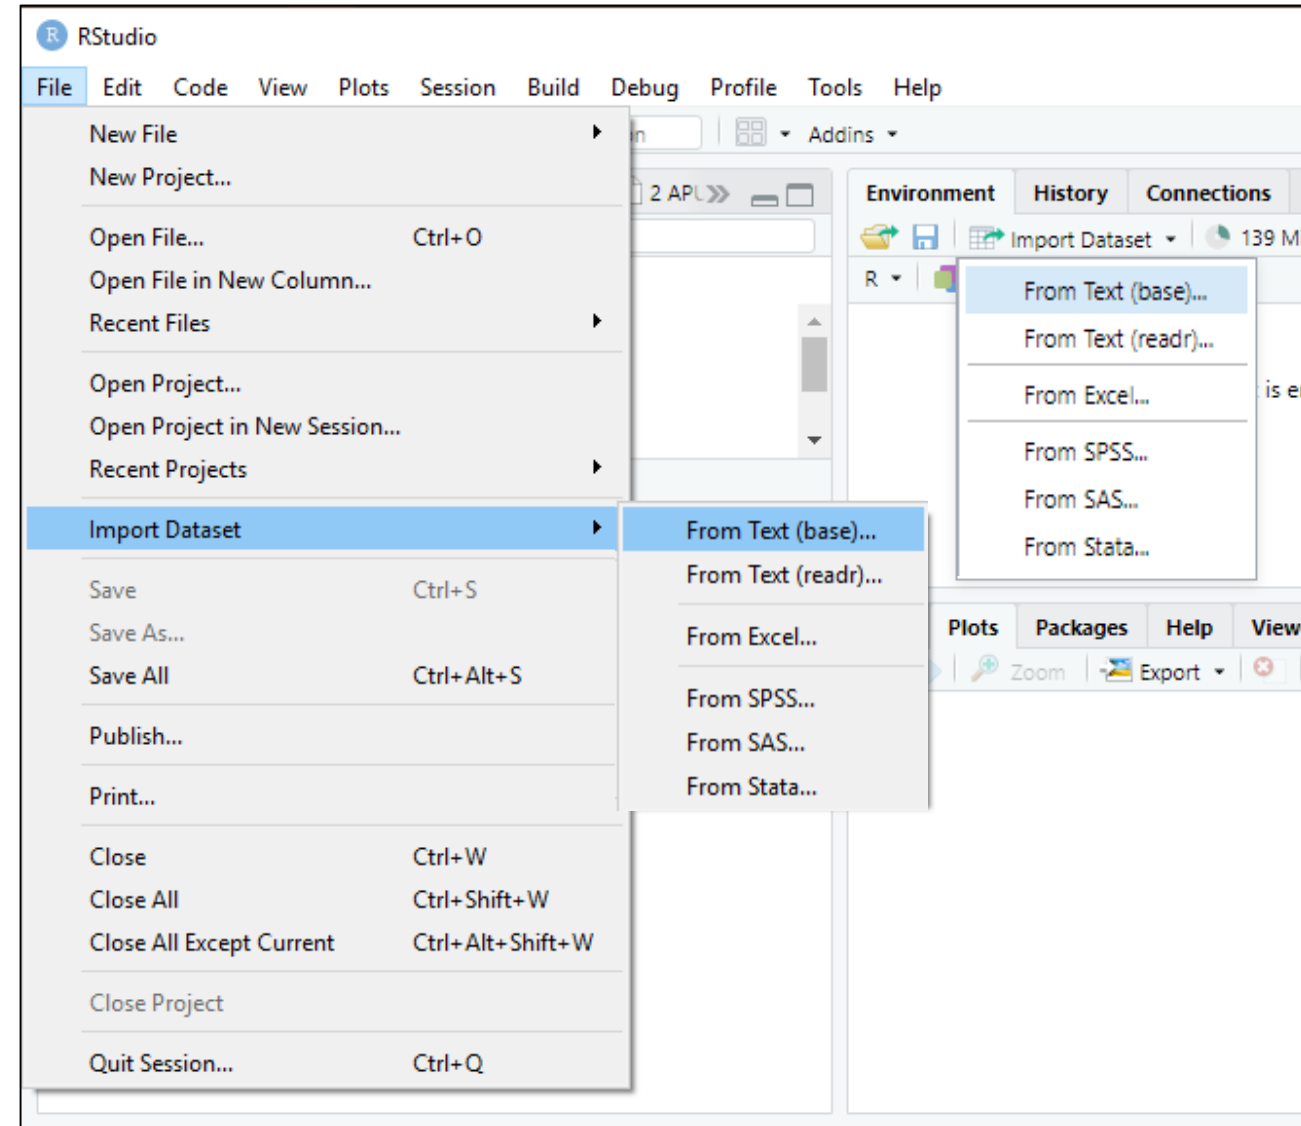 RStudio
File Edit Code View Plots Session Build Debug Profile Tools Help
New File
New Project...
Open File... Ctrl+O
Open File in New Column...
Recent Files
Open Project...
Open Project in New Session...
Recent Projects
Import Dataset
Save Ctrl+S
Save As...
Save All Ctrl+Alt+S
Publish...
Print...
Close Ctrl+W
Close All Ctrl+Shift+W
Close All Except Current Ctrl+Alt+Shift+W
Close Project
Quit Session... Ctrl+Q
From Text (base)...
From Text (readr)...
From Excel...
From SPSS...
From SAS...
From Stata...
Addins
2 APU
Environment History Connections
Import Dataset 139 M
R
From Text (base)...
From Text (readr)...
From Excel...
From SPSS...
From SAS...
From Stata...
is
Plots Packages Help View
Zoom Export